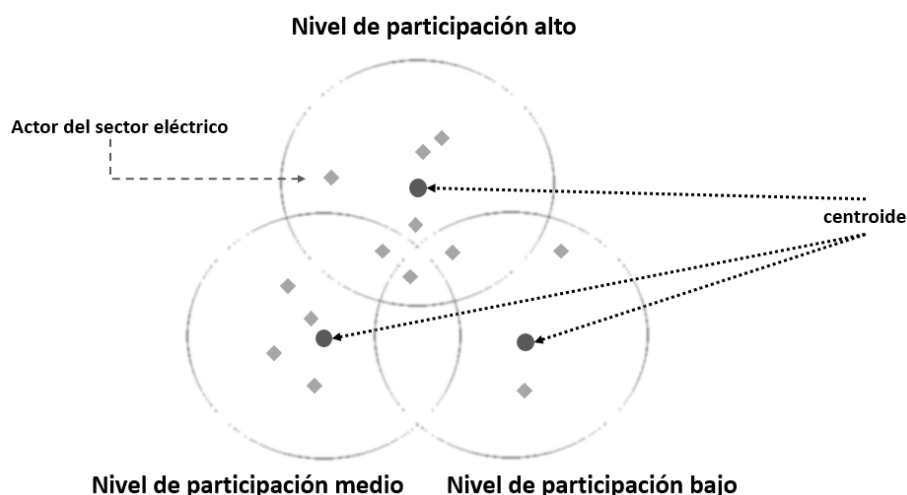 Nivel de participación alto
Actor del sector eléctrico
centroide
Nivel de participación medio
Nivel de participación bajo